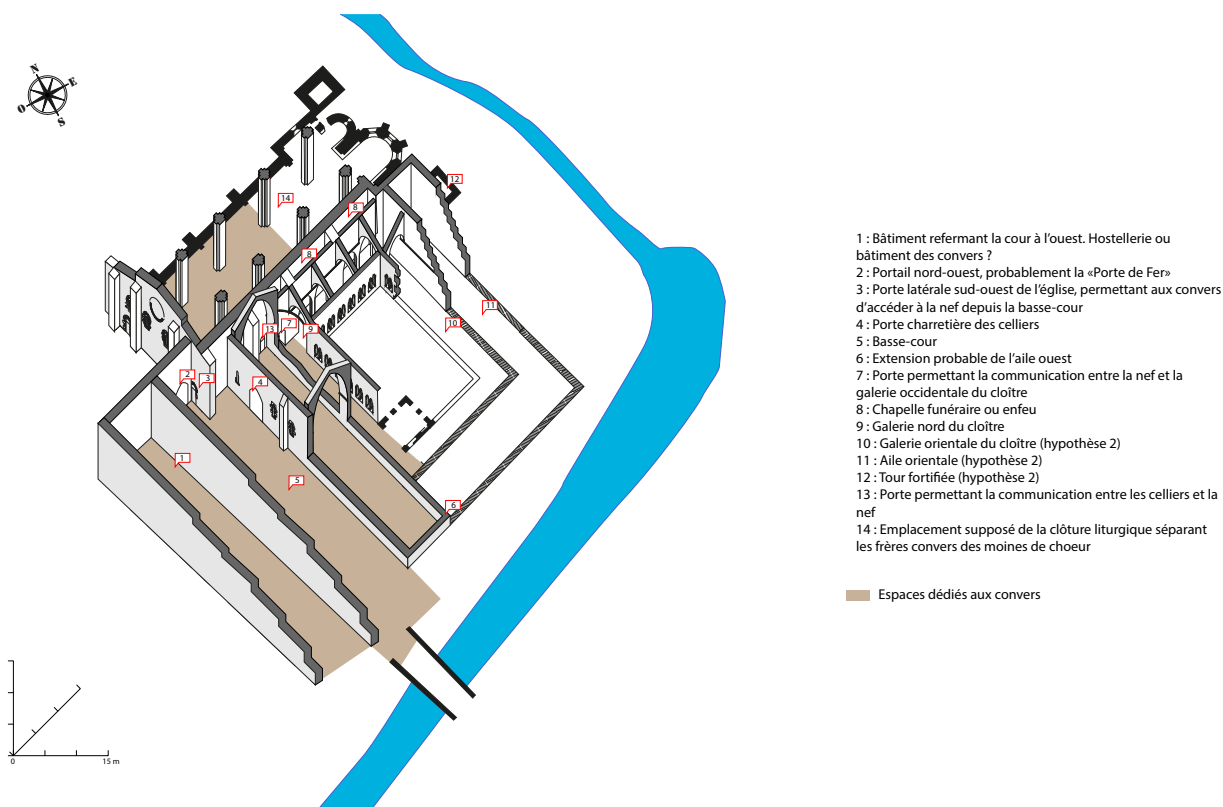 N
E
O
S
12
14
8
8
11
10
13
7
9
2
3
4
1
5
6
0
15 m
1 : Bâtiment refermant la cour à l'ouest. Hostellerie ou
bâtiment des convers ?
2 : Portail nord-ouest, probablement la «Porte de Fer»
3 : Porte latérale sud-ouest de l'église, permettant aux convers
d'accéder à la nef depuis la basse-cour
4 : Porte charretière des celliers
5 : Basse-cour
6 : Extension probable de l'aile ouest
7 : Porte permettant la communication entre la nef et la
galerie occidentale du cloître
8 : Chapelle funéraire ou enfeu
9 : Galerie nord du cloître
10 : Galerie orientale du cloître (hypothèse 2)
11 : Aile orientale (hypothèse 2)
12 : Tour fortifiée (hypothèse 2)
13 : Porte permettant la communication entre les celliers et la
nef
14 : Emplacement supposé de la clôture liturgique séparant
les frères convers des moines de choeur
Espaces dédiés aux convers